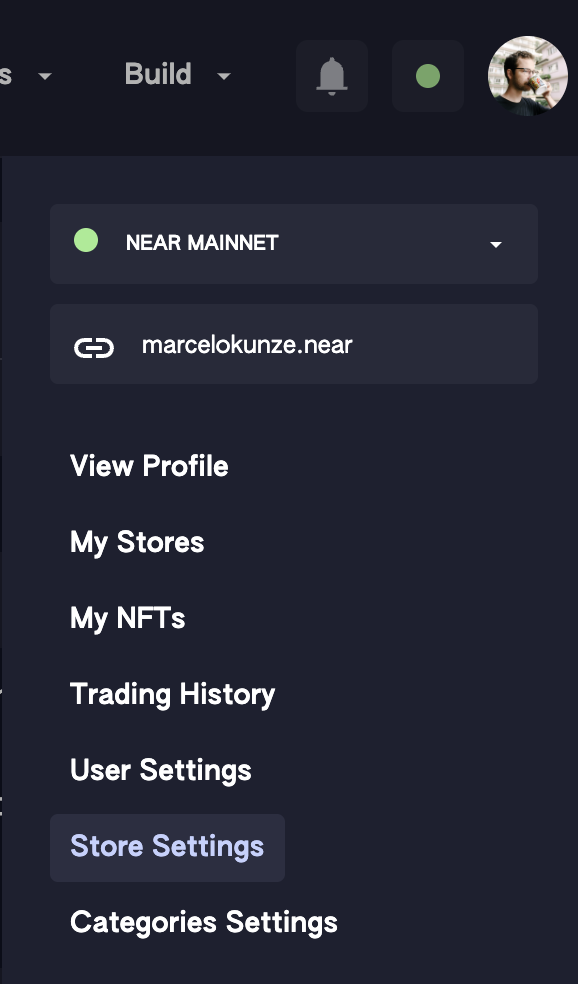 s
Build
NEAR MAINNET
marcelokunze.near
View Profile
My Stores
My NFTs
Trading History
User Settings
Store Settings
Categories Settings